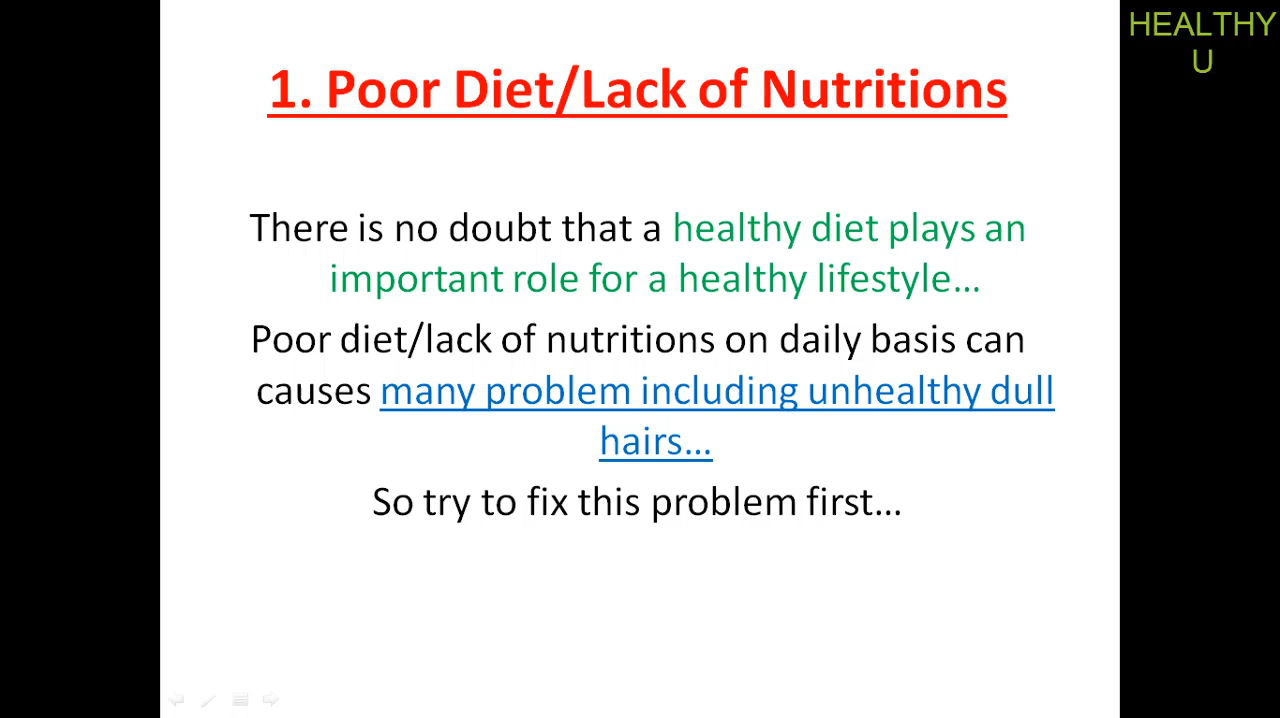 HEALTHY
U
1. Poor Diet/Lack of Nutritions
There is no doubt that a healthy diet plays an
important role for a healthy lifestyle…
Poor diet/lack of nutritions on daily basis can
causes many problem including unhealthy dull
hairs…
So try to fix this problem first…